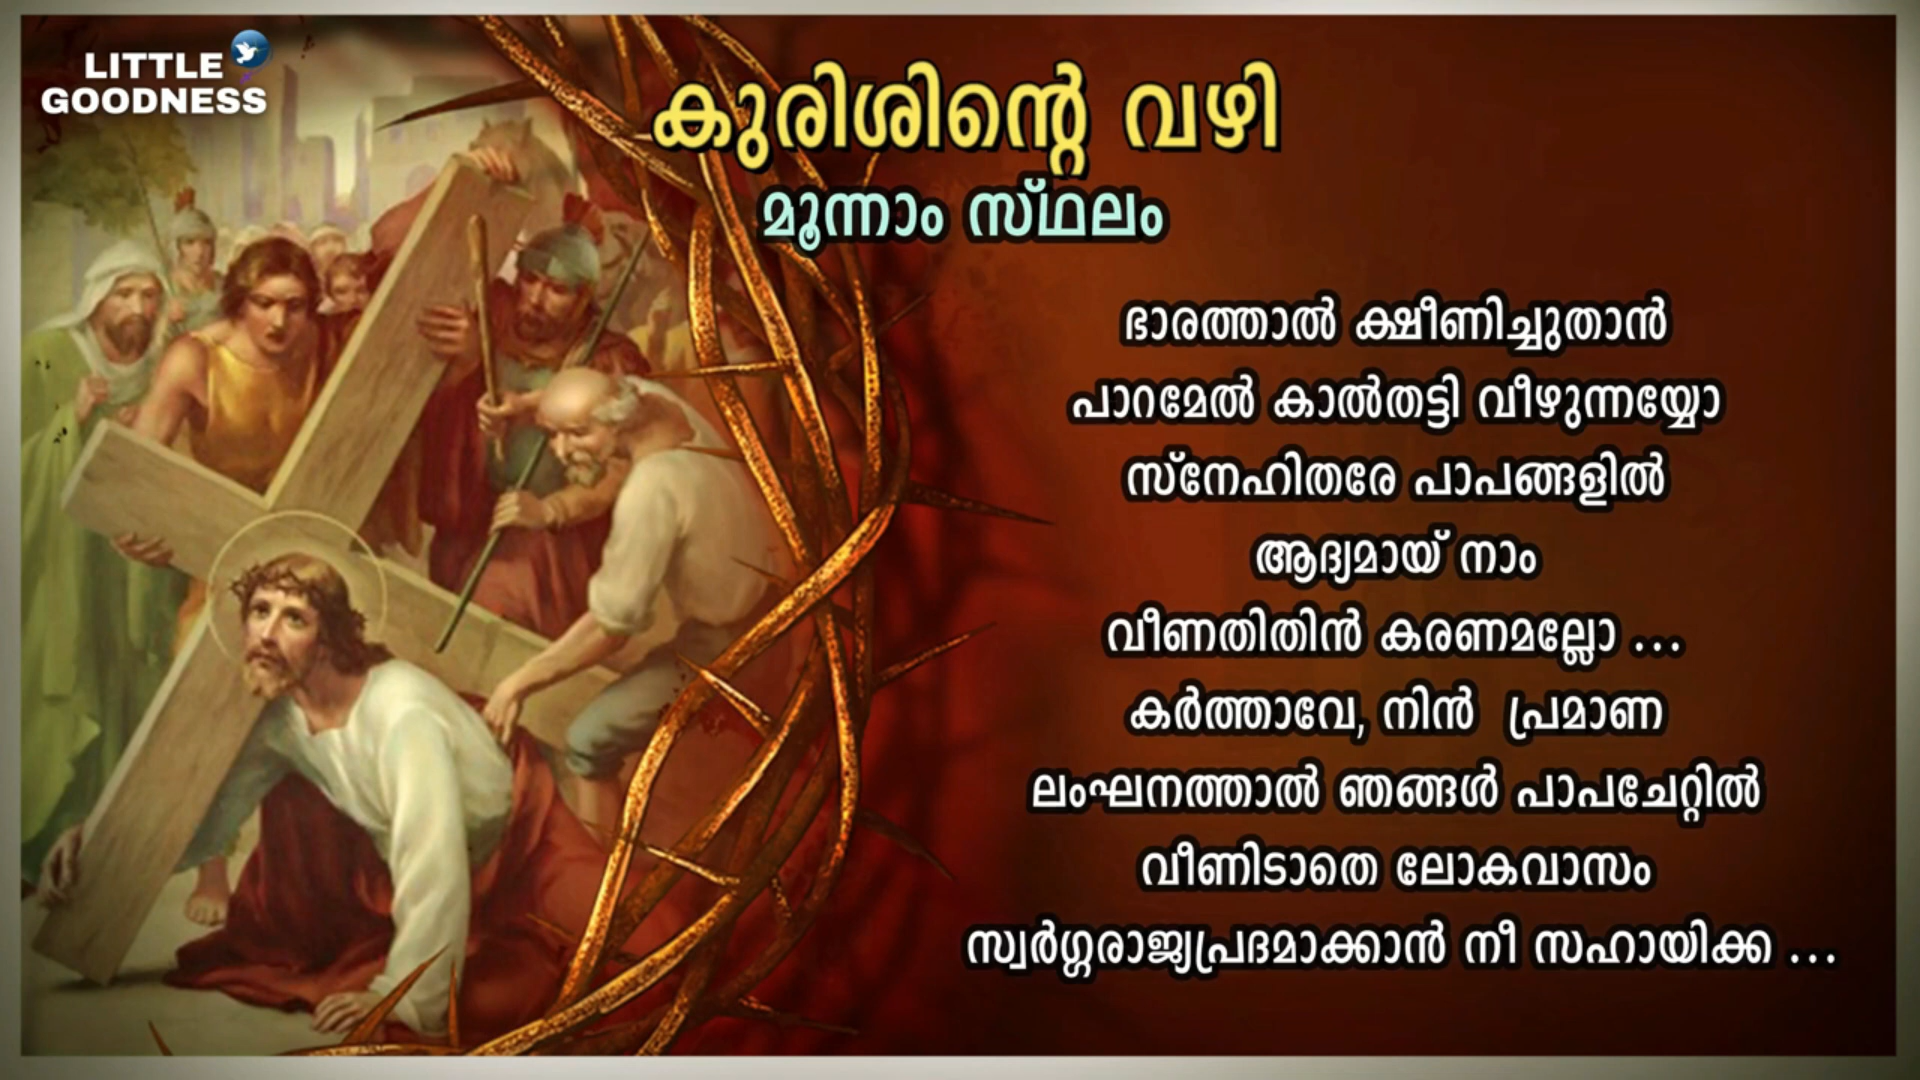 LITTLE
GOODNESS
കുരിശിന്റെ വഴി
മൂന്നാം സ്ഥലം
ഭാരത്താൽ ക്ഷീണിച്ചുതാൻ
പാറമേൽ കാൽതട്ടി വീഴുന്നയ്യോ
സ്നേഹിതരേ പാപങ്ങളിൽ
ആദ്യമായ് നാം
വീണതിതിൻ കരണമല്ലോ ...
കർത്താവേ, നിൻ പ്രമാണ
ലംഘനത്താൽ ഞങ്ങൾ പാപചേറ്റിൽ
വീണിടാതെ ലോകവാസം
സ്വർഗ്ഗരാജ്യപ്രദമാക്കാൻ നീ സഹായിക്ക ...